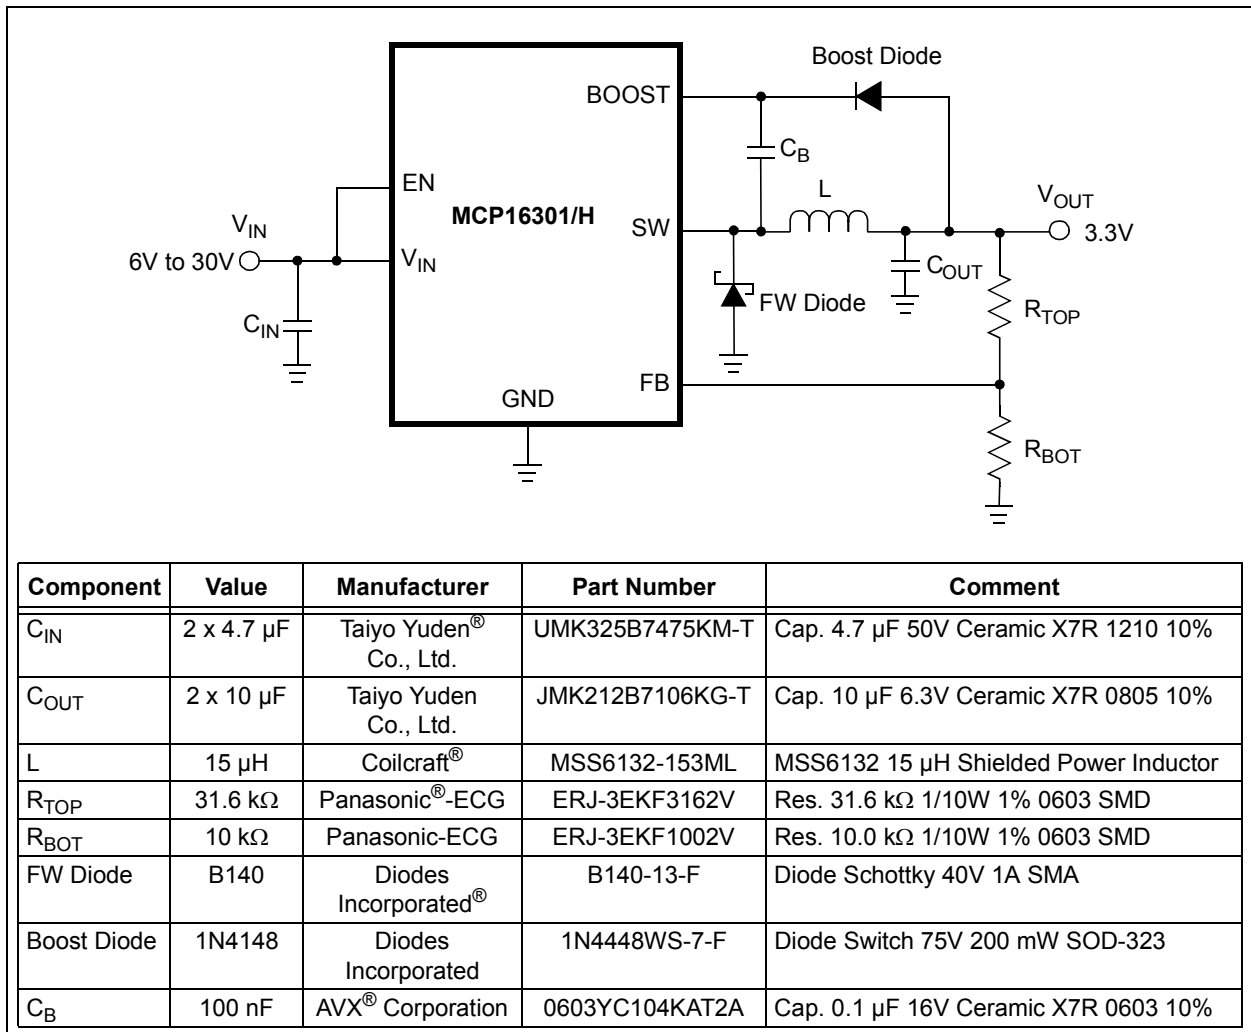 Boost Diode
BOOST
C_B
EN
MCP16301/H
L
V_OUT
V_IN
SW
3.3V
6V to 30V
V_IN
C_OUT
FW Diode
R_TOP
C_IN
FB
GND
R_BOT
Component Value Manufacturer Part Number Comment
C_IN 2 x 4.7 µF Taiyo Yuden® Co., Ltd. UMK325B7475KM-T Cap. 4.7 µF 50V Ceramic X7R 1210 10%
C_OUT 2 x 10 µF Taiyo Yuden Co., Ltd. JMK212B7106KG-T Cap. 10 µF 6.3V Ceramic X7R 0805 10%
L 15 µH Coilcraft® MSS6132-153ML MSS6132 15 µH Shielded Power Inductor
R_TOP 31.6 kΩ Panasonic®-ECG ERJ-3EKF3162V Res. 31.6 kΩ 1/10W 1% 0603 SMD
R_BOT 10 kΩ Panasonic-ECG ERJ-3EKF1002V Res. 10.0 kΩ 1/10W 1% 0603 SMD
FW Diode B140 Diodes Incorporated® B140-13-F Diode Schottky 40V 1A SMA
Boost Diode 1N4148 Diodes Incorporated 1N4448WS-7-F Diode Switch 75V 200 mW SOD-323
C_B 100 nF AVX® Corporation 0603YC104KAT2A Cap. 0.1 µF 16V Ceramic X7R 0603 10%